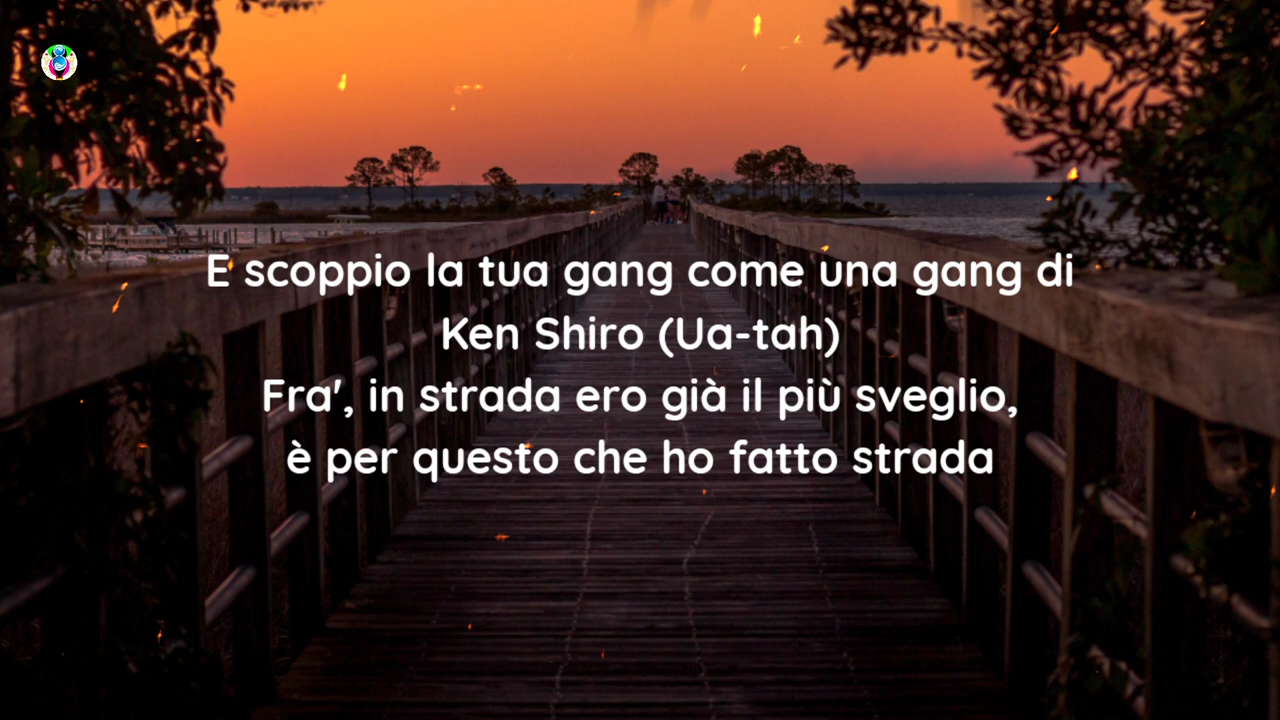 E scoppio la tua gang come una gang di
Ken Shiro (Ua-tah)
Fra', in strada ero già il più sveglio,
è per questo che ho fatto strada